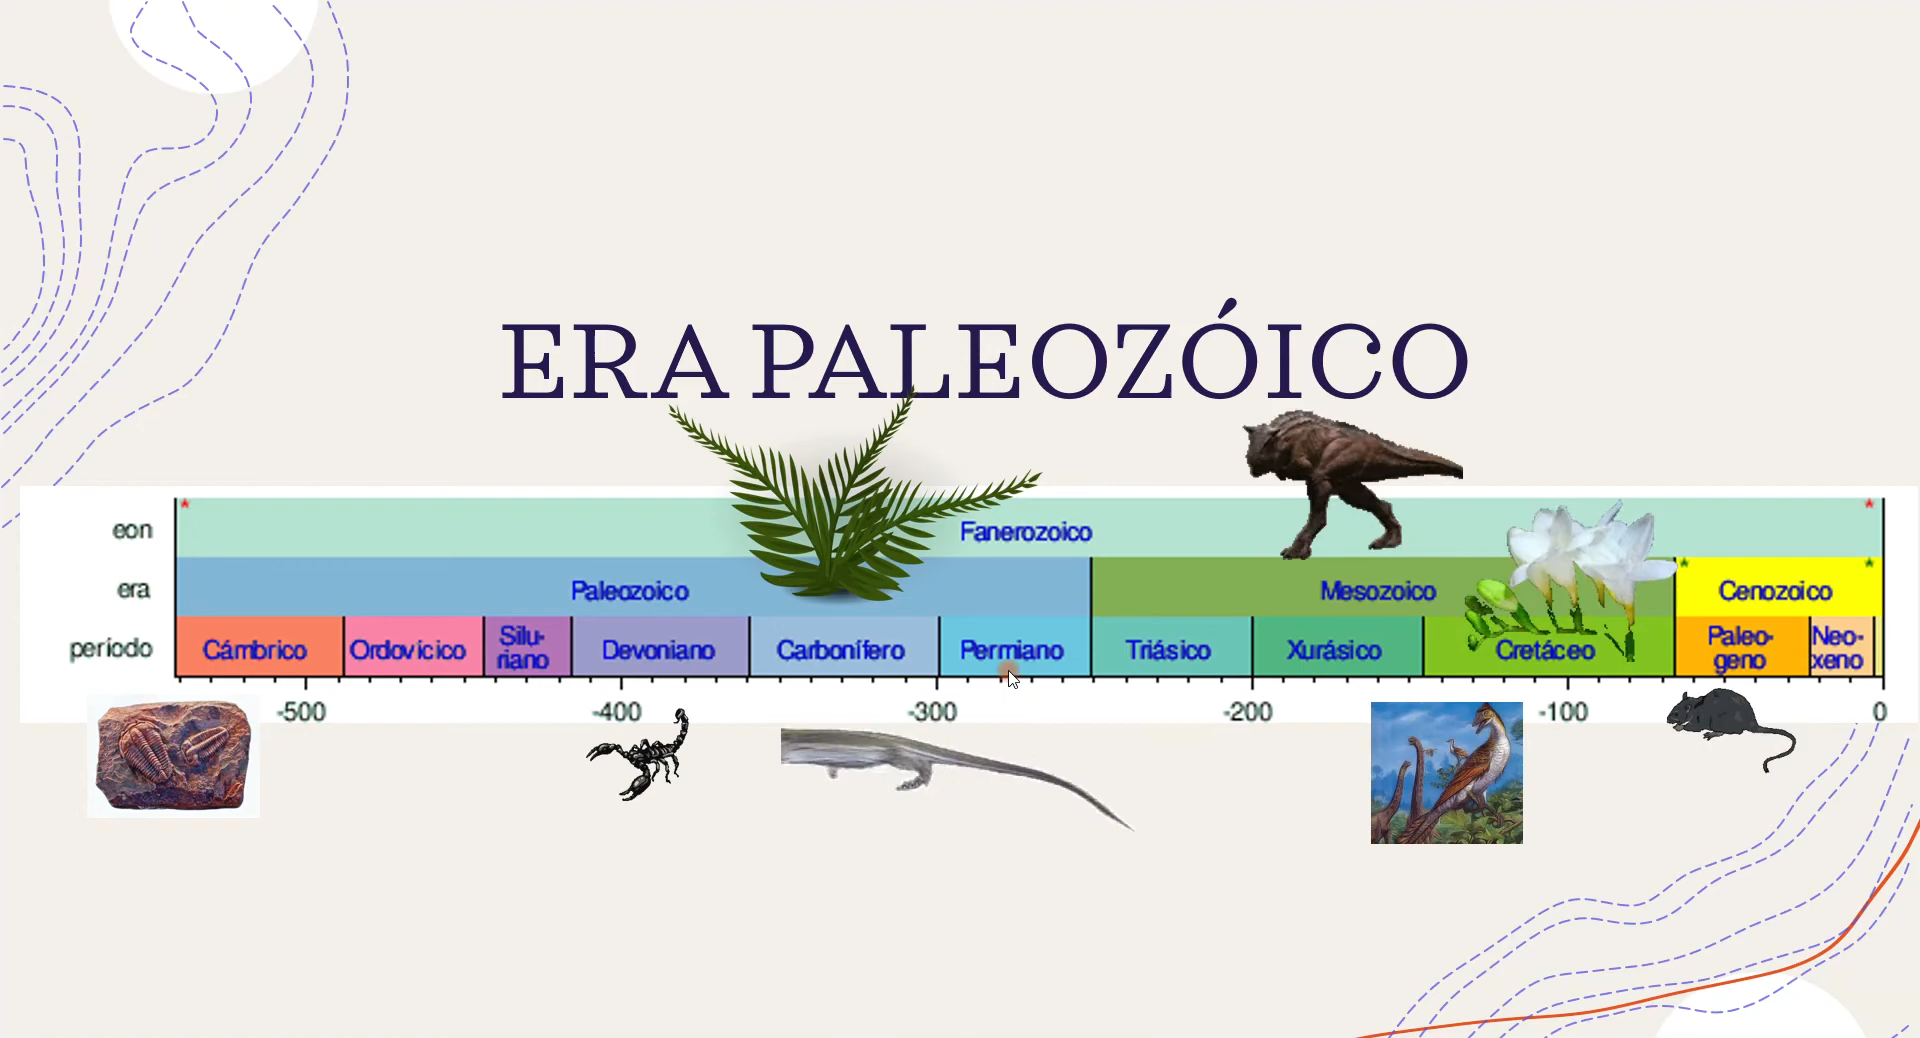 ERA PALEOZÓICO
eon
Fanerozoico
era
Paleozoico
Mesozoico
Cenozoico
período
Cámbrico
Ordovícico
Silu-
riano
Devoniano
Carbonífero
Permiano
Triásico
Xurásico
Cretáceo
Paleo-
geno
Neo-
xeno
-500
-400
-300
-200
-100
0